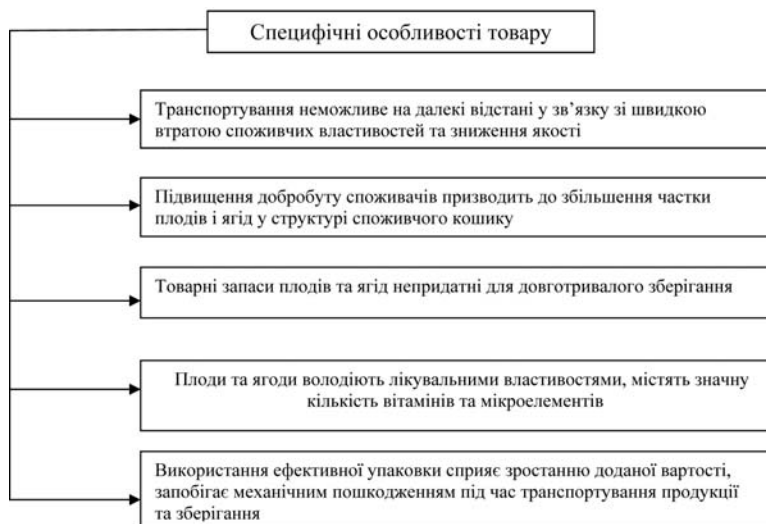 Специфічні особливості товару
Транспортування неможливе на далекі відстані у зв’язку зі швидкою
втратою споживчих властивостей та зниження якості
Підвищення добробуту споживачів призводить до збільшення частки
плодів і ягід у структурі споживчого кошику
Товарні запаси плодів та ягід непридатні для довготривалого зберігання
Плоди та ягоди володіють лікувальними властивостями, містять значну
кількість вітамінів та мікроелементів
Використання ефективної упаковки сприяє зростанню доданої вартості,
запобігає механічним пошкодженням під час транспортування продукції
та зберігання